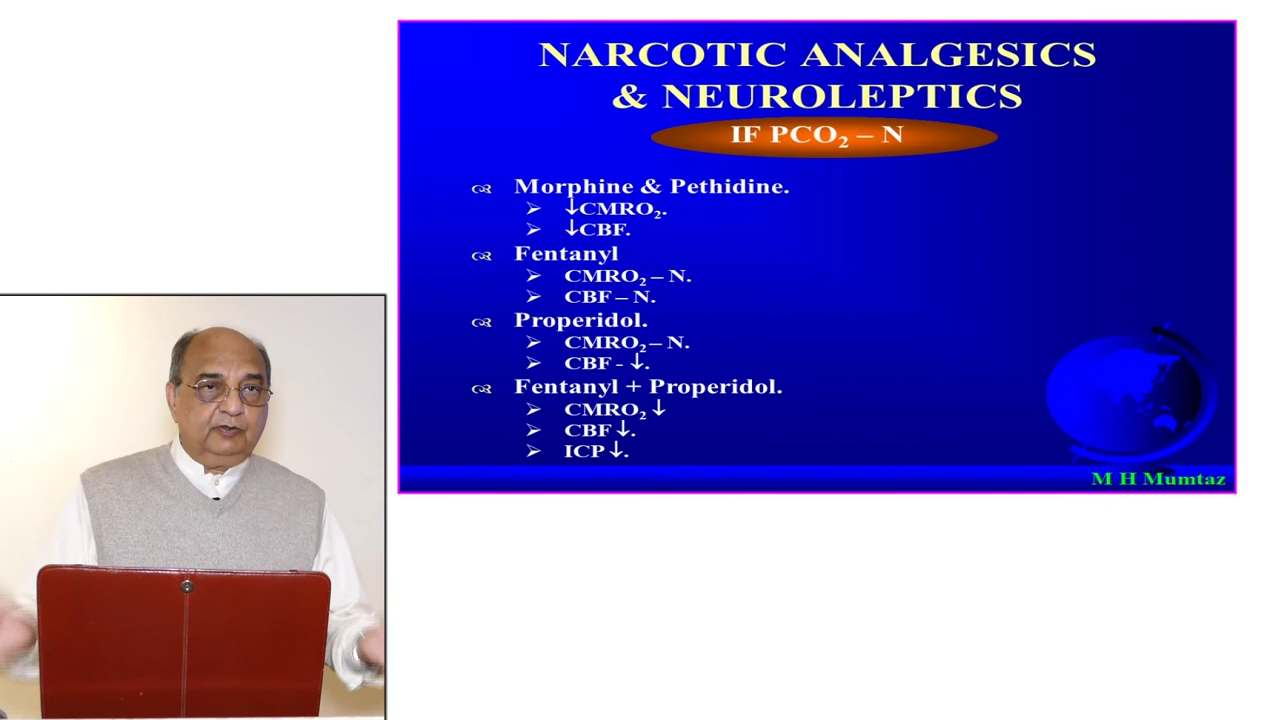 NARCOTIC ANALGESICS
& NEUROLEPTICS
IF PCO₂ – N
Morphine & Pethidine.
↓CMRO₂.
↓CBF.
Fentanyl
CMRO₂ – N.
CBF – N.
Properidol.
CMRO₂ – N.
CBF - ↓.
Fentanyl + Properidol.
CMRO₂ ↓
CBF ↓.
ICP ↓.
M H Mumtaz